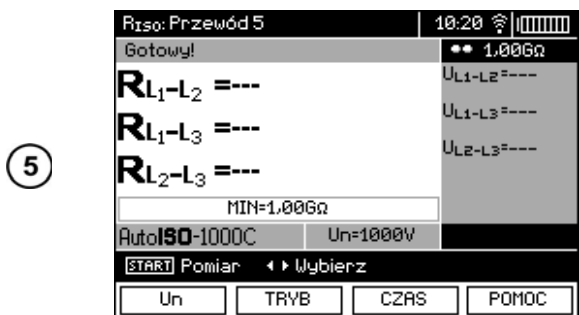 RISO: Przewód 5 10:20
Gotowy! 1,00GΩ
RL1-L2 =--- UL1-L2=---
RL1-L3 =--- UL1-L3=---
RL2-L3 =--- UL2-L3=---
5
MIN=1,00GΩ
AutoISO-1000C Un=1000V
START Pomiar Wybierz
Un TRYB CZAS POMOC